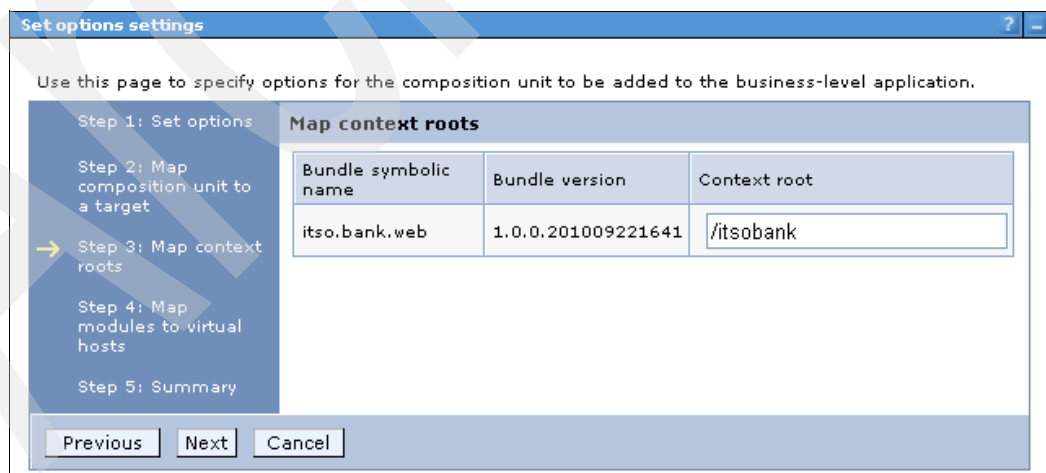 Set options settings ? –
Use this page to specify options for the composition unit to be added to the business-level application.
Step 1: Set options
Step 2: Map
composition unit to
a target
Step 3: Map context
roots
Step 4: Map
modules to virtual
hosts
Step 5: Summary
Map context roots
Bundle symbolic
name
Bundle version
Context root
itso.bank.web
1.0.0.201009221641
/itsobank
Previous
Next
Cancel